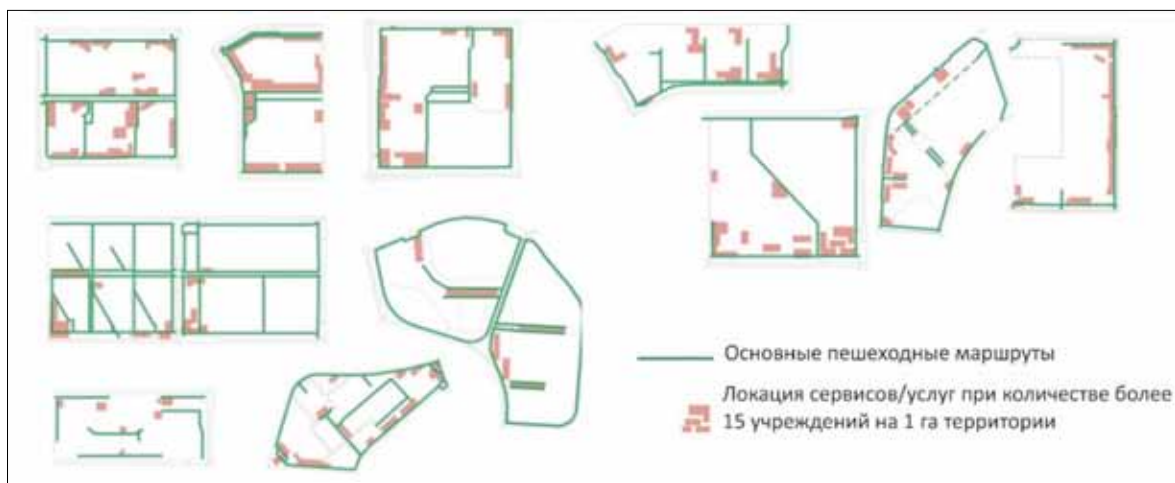 Основные пешеходные маршруты
Локация сервисов/услуг при количестве более
15 учреждений на 1 га территории